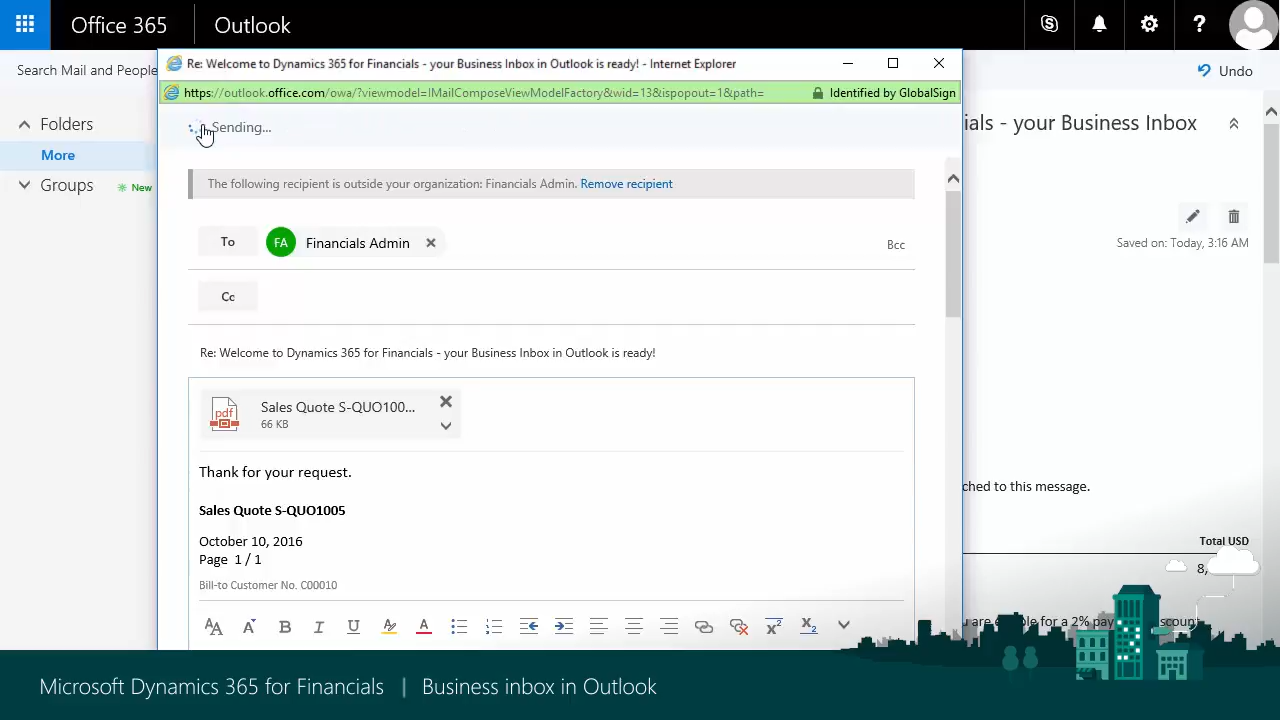 Office 365
Outlook
Re: Welcome to Dynamics 365 for Financials - your Business Inbox in Outlook is ready! - Internet Explorer
Search Mail and People
Undo
https://outlook.office.com/owa/?viewmodel=IMailComposeViewModelFactory&wid=13&ispopout=1&path=
Identified by GlobalSign
Folders
More
Groups
New
Sending...
ials - your Business Inbox
The following recipient is outside your organization: Financials Admin. Remove recipient
To
FA
Financials Admin
Bcc
Saved on: Today, 3:16 AM
Cc
Re: Welcome to Dynamics 365 for Financials - your Business Inbox in Outlook is ready!
pdf
Sales Quote S-QUO100...
66 KB
Thank for your request.
ched to this message.
Sales Quote S-QUO1005
October 10, 2016
Page 1 / 1
Total USD
8,
Bill-to Customer No. C00010
for a 2% pay
Microsoft Dynamics 365 for Financials | Business inbox in Outlook